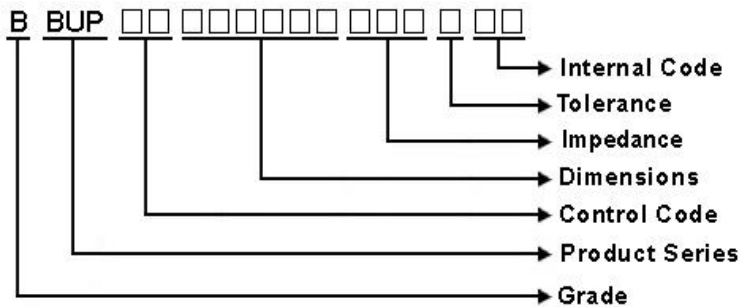 B BUP □□ □□□□□□ □□□ □ □□
Internal Code
Tolerance
Impedance
Dimensions
Control Code
Product Series
Grade